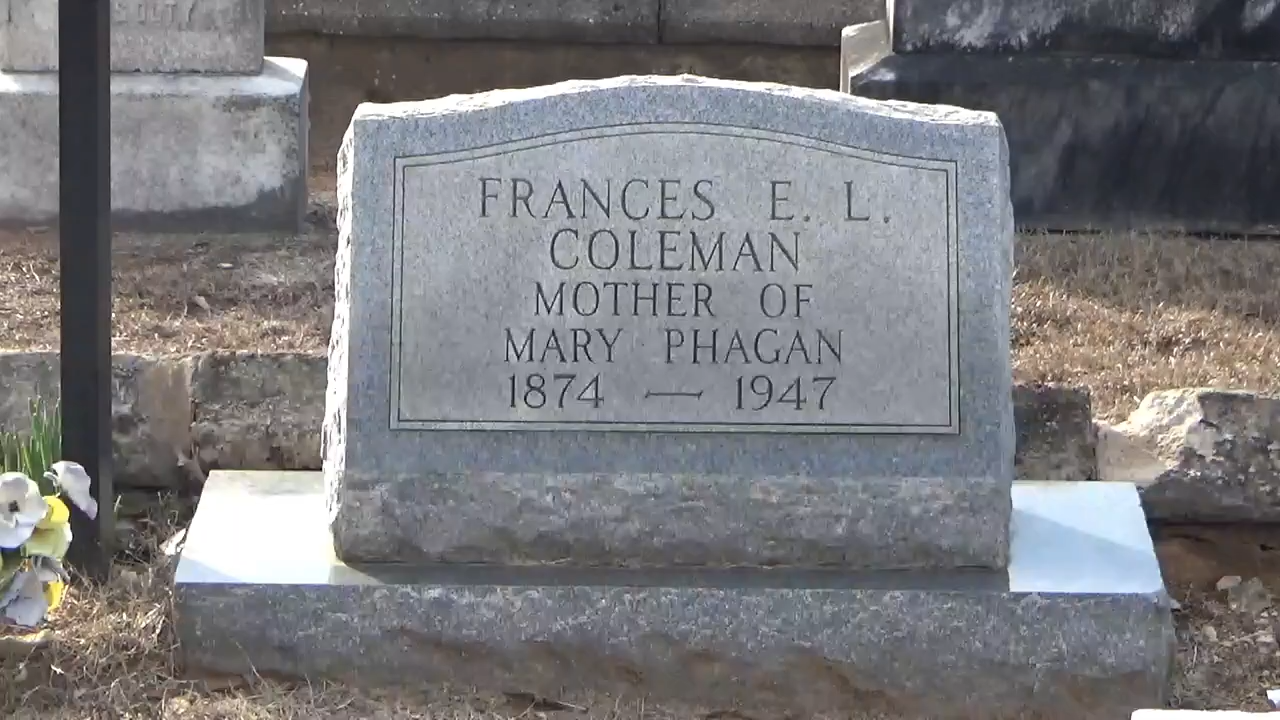 FRANCES E. L.
COLEMAN
MOTHER OF
MARY PHAGAN
1874 — 1947